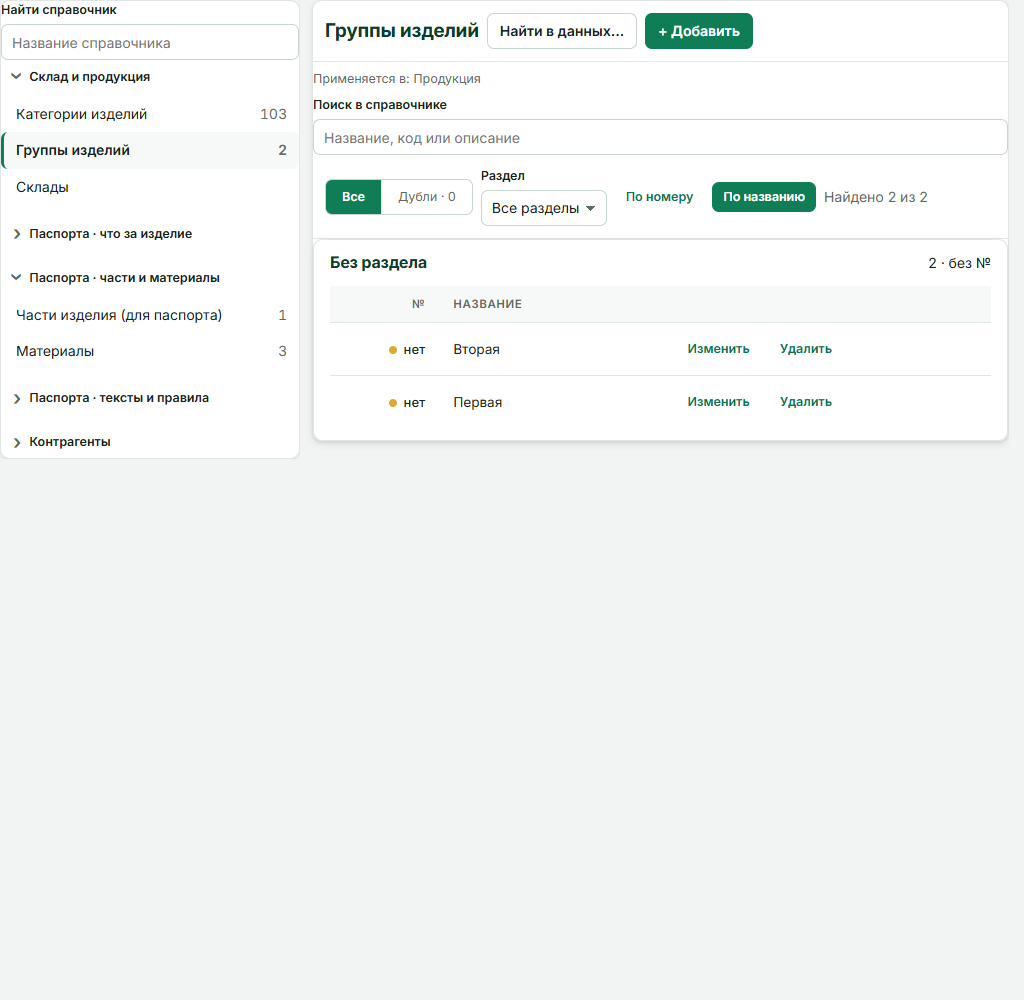 Найти справочник
Название справочника
Склад и продукция
Категории изделий 103
Группы изделий 2
Склады
Паспорта · что за изделие
Паспорта · части и материалы
Части изделия (для паспорта) 1
Материалы 3
Паспорта · тексты и правила
Контрагенты
Группы изделий Найти в данных... + Добавить
Применяется в: Продукция
Поиск в справочнике
Название, код или описание
Раздел
Все Дубли · 0 Все разделы По номеру По названию Найдено 2 из 2
Без раздела 2 · без №
№ НАЗВАНИЕ
нет Вторая Изменить Удалить
нет Первая Изменить Удалить